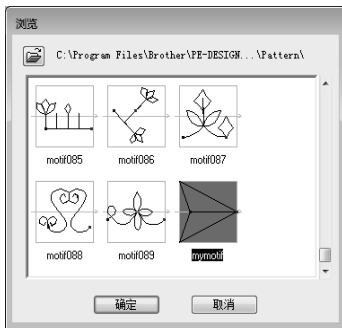 浏览
C:\Program Files\Brother\PE-DESIGN...\Pattern\
motif085 motif086 motif087
motif088 motif089 mymotif
确定 取消